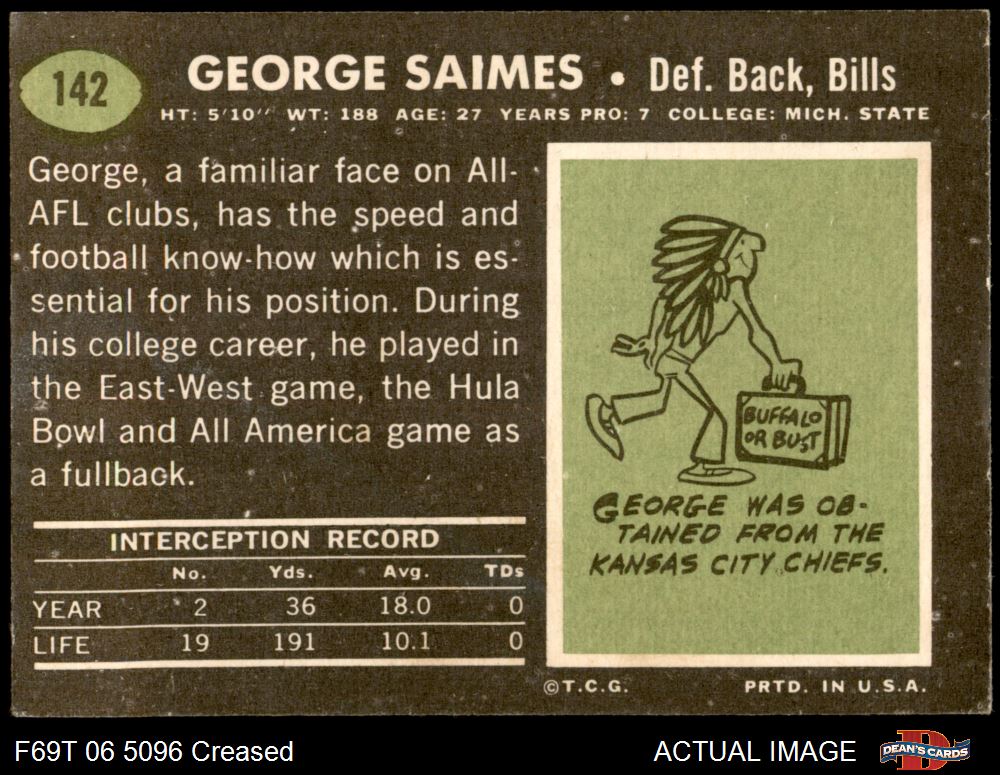 142
GEORGE SAIMES • Def. Back, Bills
HT: 5'10" WT: 188 AGE: 27 YEARS PRO: 7 COLLEGE: MICH. STATE
George, a familiar face on All-
AFL clubs, has the speed and
football know-how which is es-
sential for his position. During
his college career, he played in
the East-West game, the Hula
Bowl and All America game as
a fullback.
INTERCEPTION RECORD
No. Yds. Avg. TDs
YEAR 2 36 18.0 0
LIFE 19 191 10.1 0
BUFFALO
OR BUST
GEORGE WAS OB-
TAINED FROM THE
KANSAS CITY CHIEFS.
©T.C.G. PRTD. IN U.S.A.
F69T 06 5096 Creased
ACTUAL IMAGE
DEAN'S CARDS